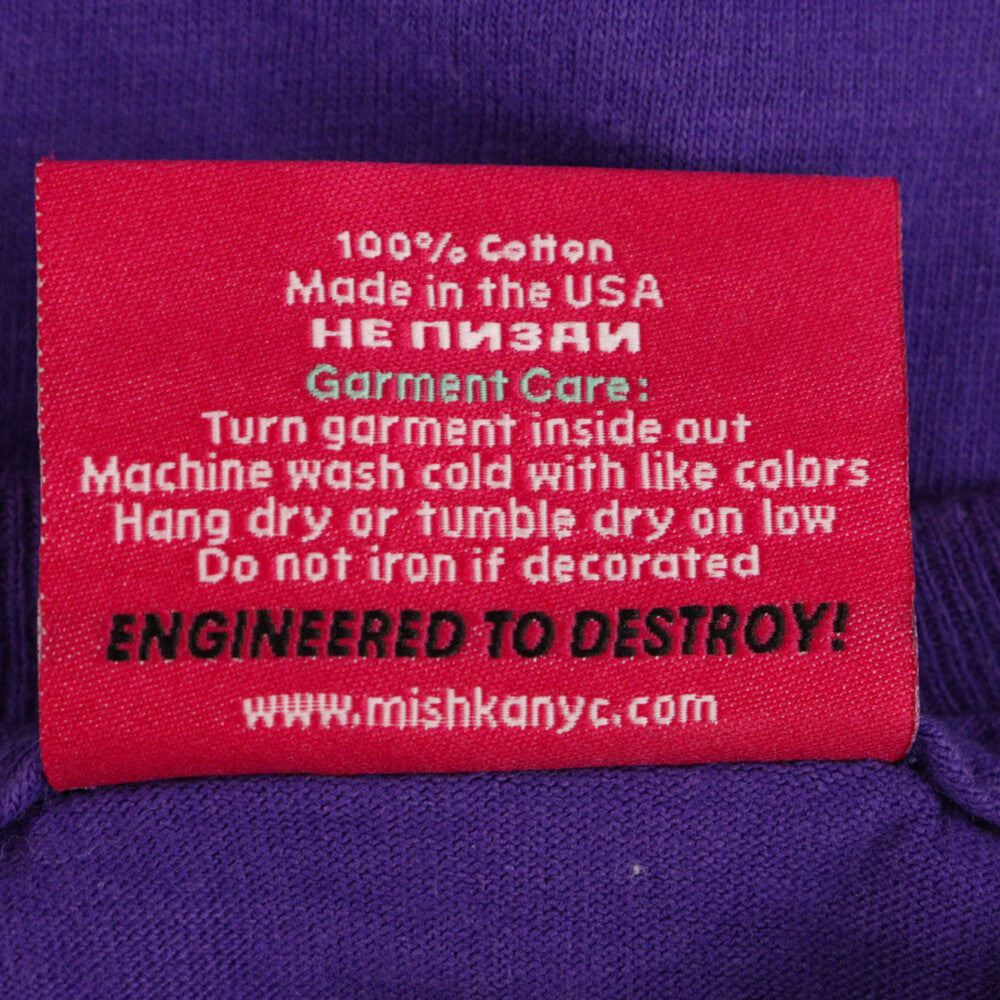 100% Cotton
Made in the USA
НЕ ПИЗДИ
Garment Care:
Turn garment inside out
Machine wash cold with like colors
Hang dry or tumble dry on low
Do not iron if decorated
ENGINEERED TO DESTROY!
www.mishkanyc.com